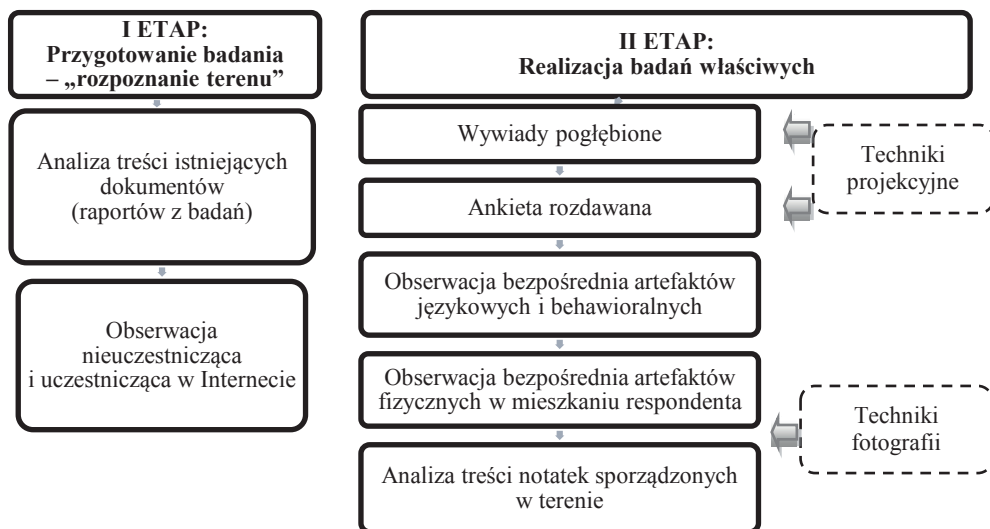 I ETAP:
Przygotowanie badania
– „rozpoznanie terenu”
Analiza treści istniejących
dokumentów
(raportów z badań)
Obserwacja
nieuczestnicząca
i uczestnicząca w Internecie
II ETAP:
Realizacja badań właściwych
Wywiady pogłębione
Ankieta rozdawana
Techniki
projekcyjne
Obserwacja bezpośrednia artefaktów
językowych i behawioralnych
Obserwacja bezpośrednia artefaktów
fizycznych w mieszkaniu respondenta
Techniki
fotografii
Analiza treści notatek sporządzonych
w terenie